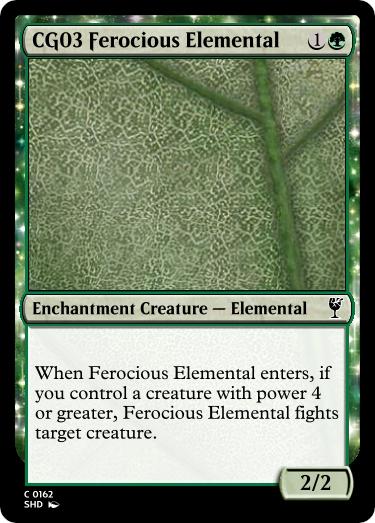 CG03 Ferocious Elemental 1
Enchantment Creature — Elemental
When Ferocious Elemental enters, if
you control a creature with power 4
or greater, Ferocious Elemental fights
target creature.
2/2
C 0162
SHD